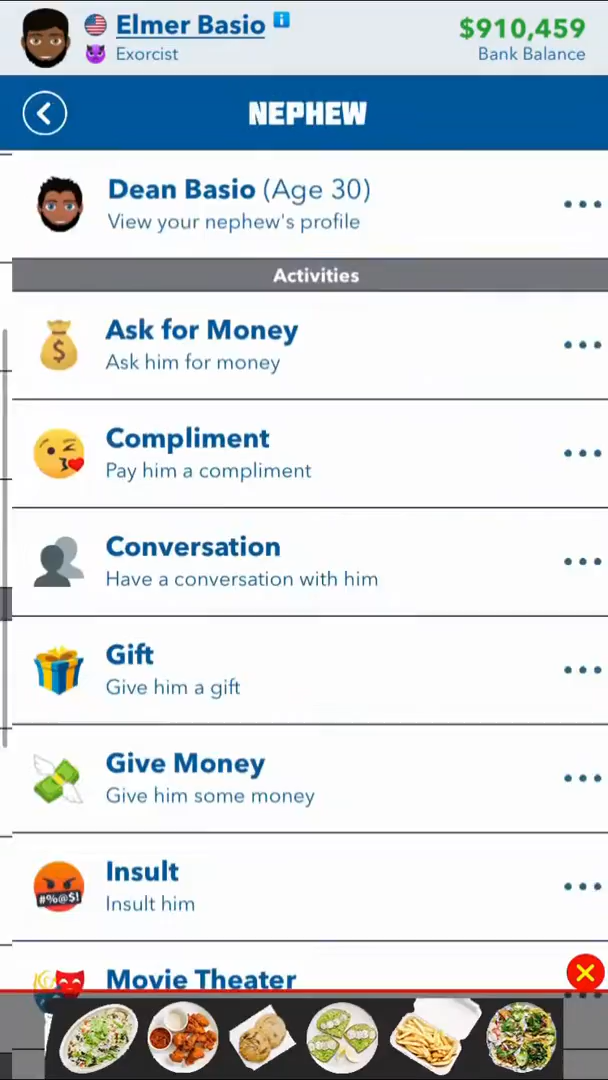 Elmer Basio
$910,459
Exorcist
Bank Balance
NEPHEW
Dean Basio (Age 30)
View your nephew's profile
Activities
Ask for Money
Ask him for money
Compliment
Pay him a compliment
Conversation
Have a conversation with him
Gift
Give him a gift
Give Money
Give him some money
#%@$!
Insult
Insult him
Movie Theater